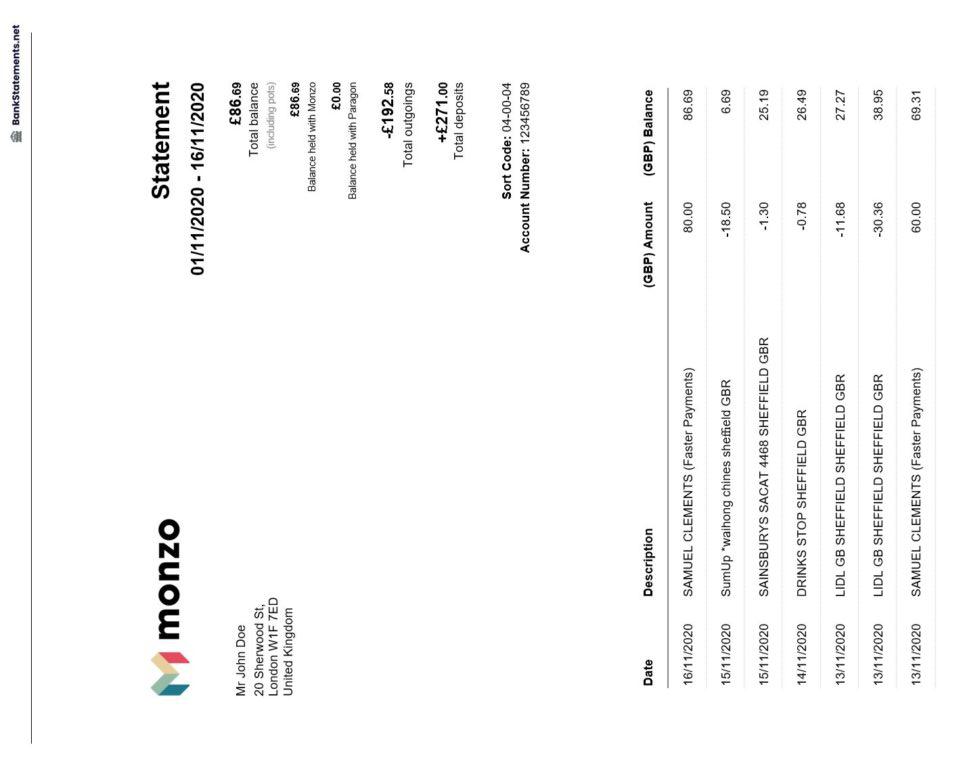 BankStatements.net
monzo
Statement
01/11/2020 - 16/11/2020
Mr John Doe
20 Sherwood St,
London W1F 7ED
United Kingdom
£86.69
Total balance
(including pots)
£86.69
Balance held with Monzo
£0.00
Balance held with Paragon
-£192.58
Total outgoings
+£271.00
Total deposits
Sort Code: 04-00-04
Account Number: 123456789
Date Description (GBP) Amount (GBP) Balance
16/11/2020 SAMUEL CLEMENTS (Faster Payments) 80.00 86.69
15/11/2020 SumUp *waihong chines sheffield GBR -18.50 6.69
15/11/2020 SAINSBURYS SACAT 4468 SHEFFIELD GBR -1.30 25.19
14/11/2020 DRINKS STOP SHEFFIELD GBR -0.78 26.49
13/11/2020 LIDL GB SHEFFIELD SHEFFIELD GBR -11.68 27.27
13/11/2020 LIDL GB SHEFFIELD SHEFFIELD GBR -30.36 38.95
13/11/2020 SAMUEL CLEMENTS (Faster Payments) 60.00 69.31